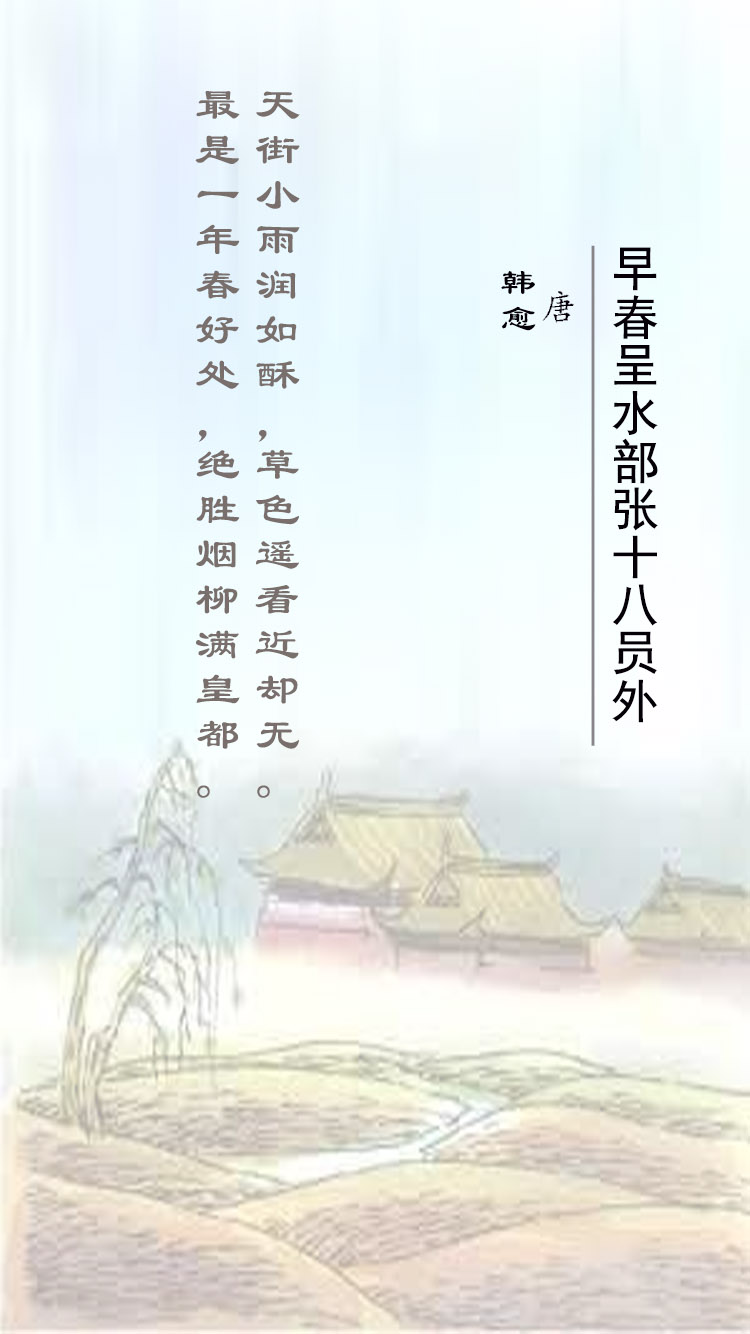 早春呈水部张十八员外
唐
韩愈
天街小雨润如酥，草色遥看近却无。
最是一年春好处，绝胜烟柳满皇都。